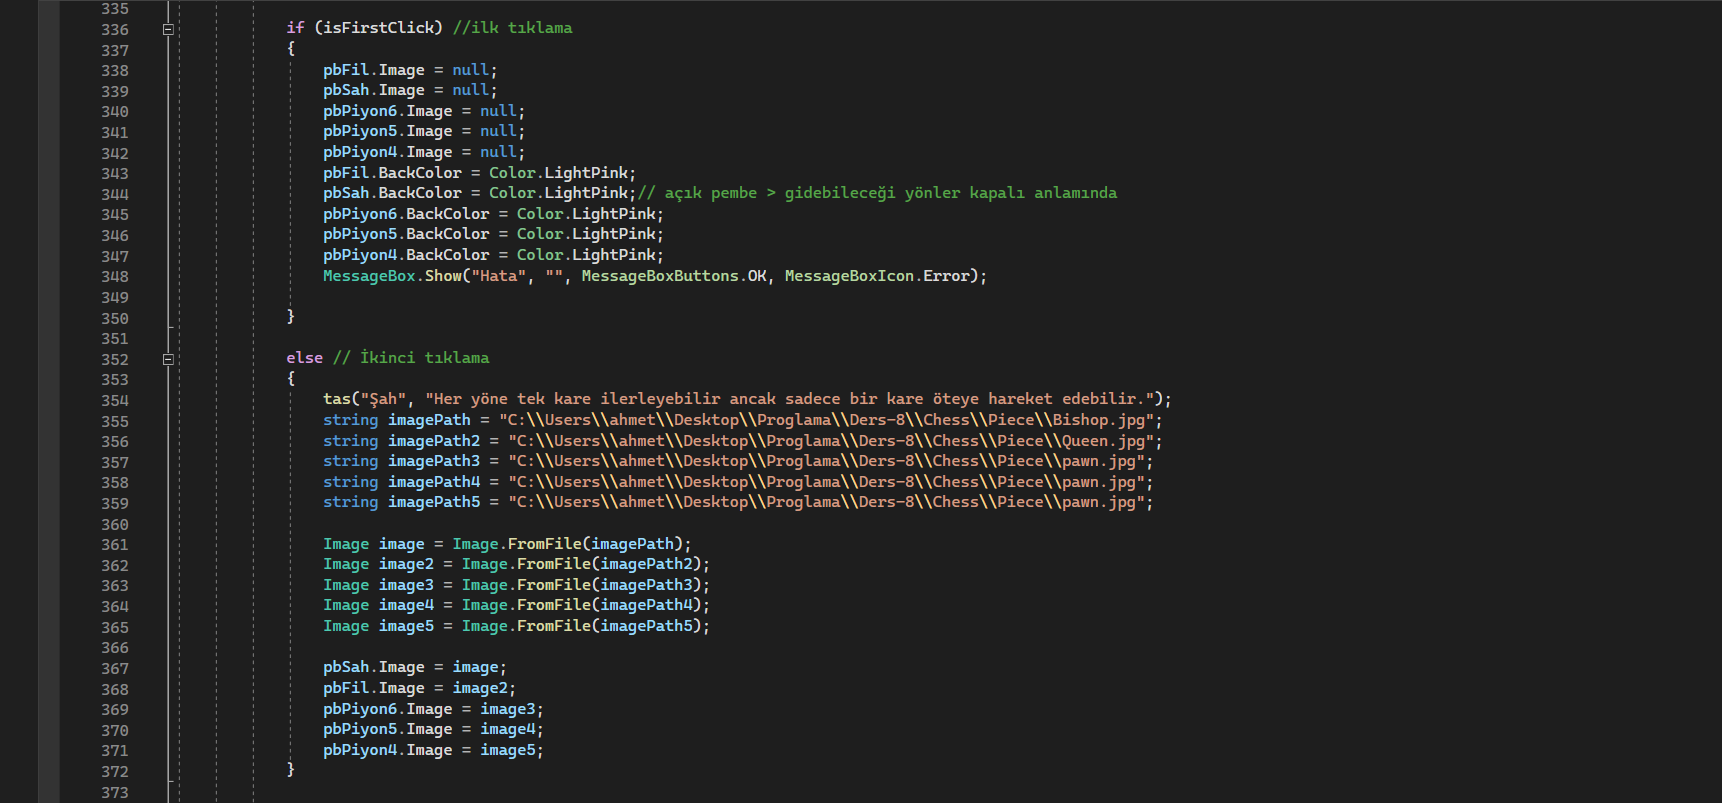 335
336 if (isFirstClick) //ilk tıklama
337 {
338 pbFil.Image = null;
339 pbSah.Image = null;
340 pbPiyon6.Image = null;
341 pbPiyon5.Image = null;
342 pbPiyon4.Image = null;
343 pbFil.BackColor = Color.LightPink;
344 pbSah.BackColor = Color.LightPink;// açık pembe > gidebileceği yönler kapalı anlamında
345 pbPiyon6.BackColor = Color.LightPink;
346 pbPiyon5.BackColor = Color.LightPink;
347 pbPiyon4.BackColor = Color.LightPink;
348 MessageBox.Show("Hata", "", MessageBoxButtons.OK, MessageBoxIcon.Error);
349
350 }
351
352 else // İkinci tıklama
353 {
354 tas("Şah", "Her yöne tek kare ilerleyebilir ancak sadece bir kare öteye hareket edebilir.");
355 string imagePath = "C:\\Users\\ahmet\\Desktop\\Proglama\\Ders-8\\Chess\\Piece\\Bishop.jpg";
356 string imagePath2 = "C:\\Users\\ahmet\\Desktop\\Proglama\\Ders-8\\Chess\\Piece\\Queen.jpg";
357 string imagePath3 = "C:\\Users\\ahmet\\Desktop\\Proglama\\Ders-8\\Chess\\Piece\\pawn.jpg";
358 string imagePath4 = "C:\\Users\\ahmet\\Desktop\\Proglama\\Ders-8\\Chess\\Piece\\pawn.jpg";
359 string imagePath5 = "C:\\Users\\ahmet\\Desktop\\Proglama\\Ders-8\\Chess\\Piece\\pawn.jpg";
360
361 Image image = Image.FromFile(imagePath);
362 Image image2 = Image.FromFile(imagePath2);
363 Image image3 = Image.FromFile(imagePath3);
364 Image image4 = Image.FromFile(imagePath4);
365 Image image5 = Image.FromFile(imagePath5);
366
367 pbSah.Image = image;
368 pbFil.Image = image2;
369 pbPiyon6.Image = image3;
370 pbPiyon5.Image = image4;
371 pbPiyon4.Image = image5;
372 }
373